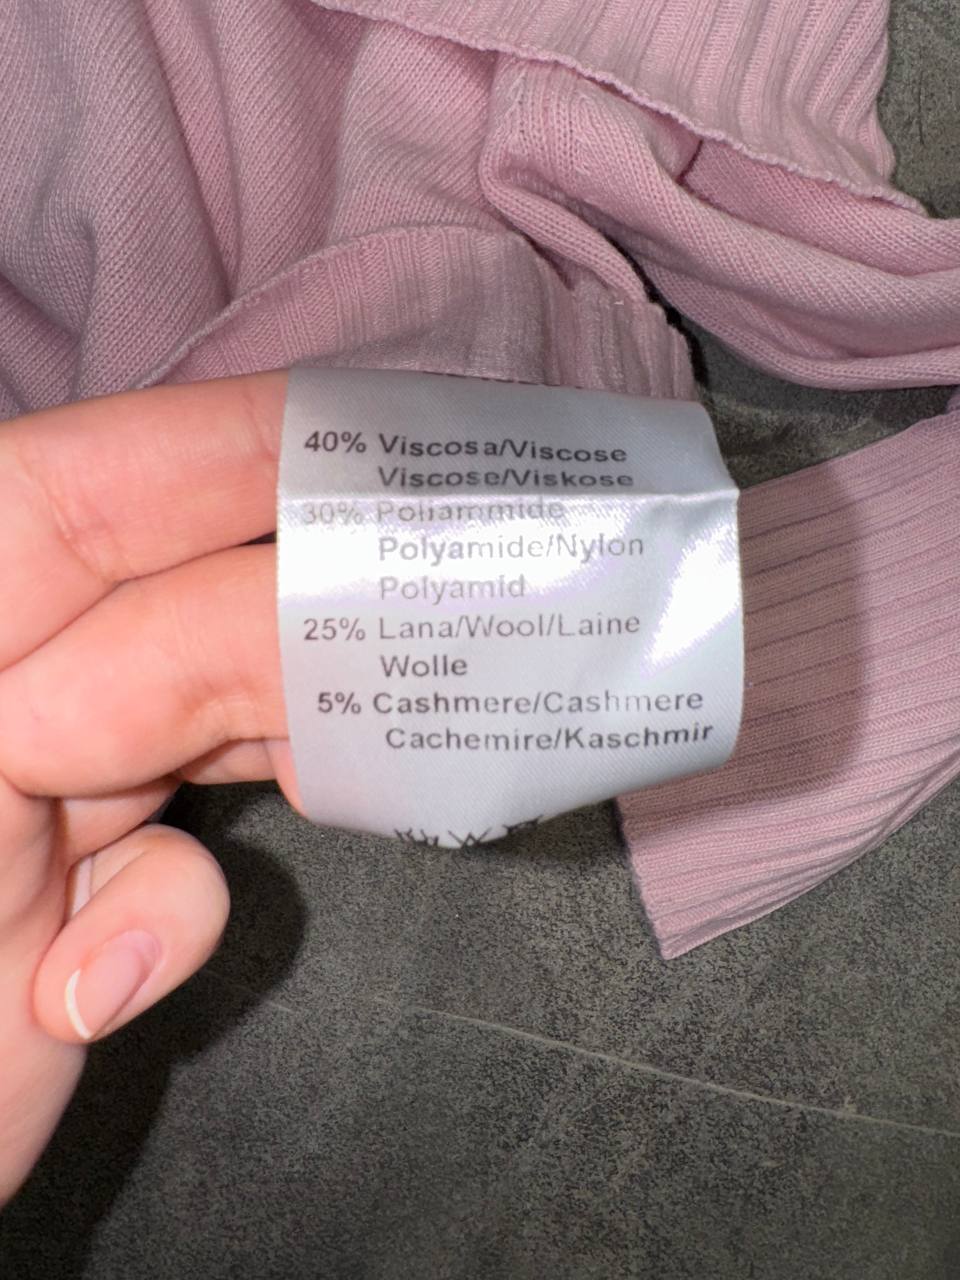 40% Viscosa/Viscose
Viscose/Viskose
30% Poliammide
Polyamide/Nylon
Polyamid
25% Lana/Wool/Laine
Wolle
5% Cashmere/Cashmere
Cachemire/Kaschmir